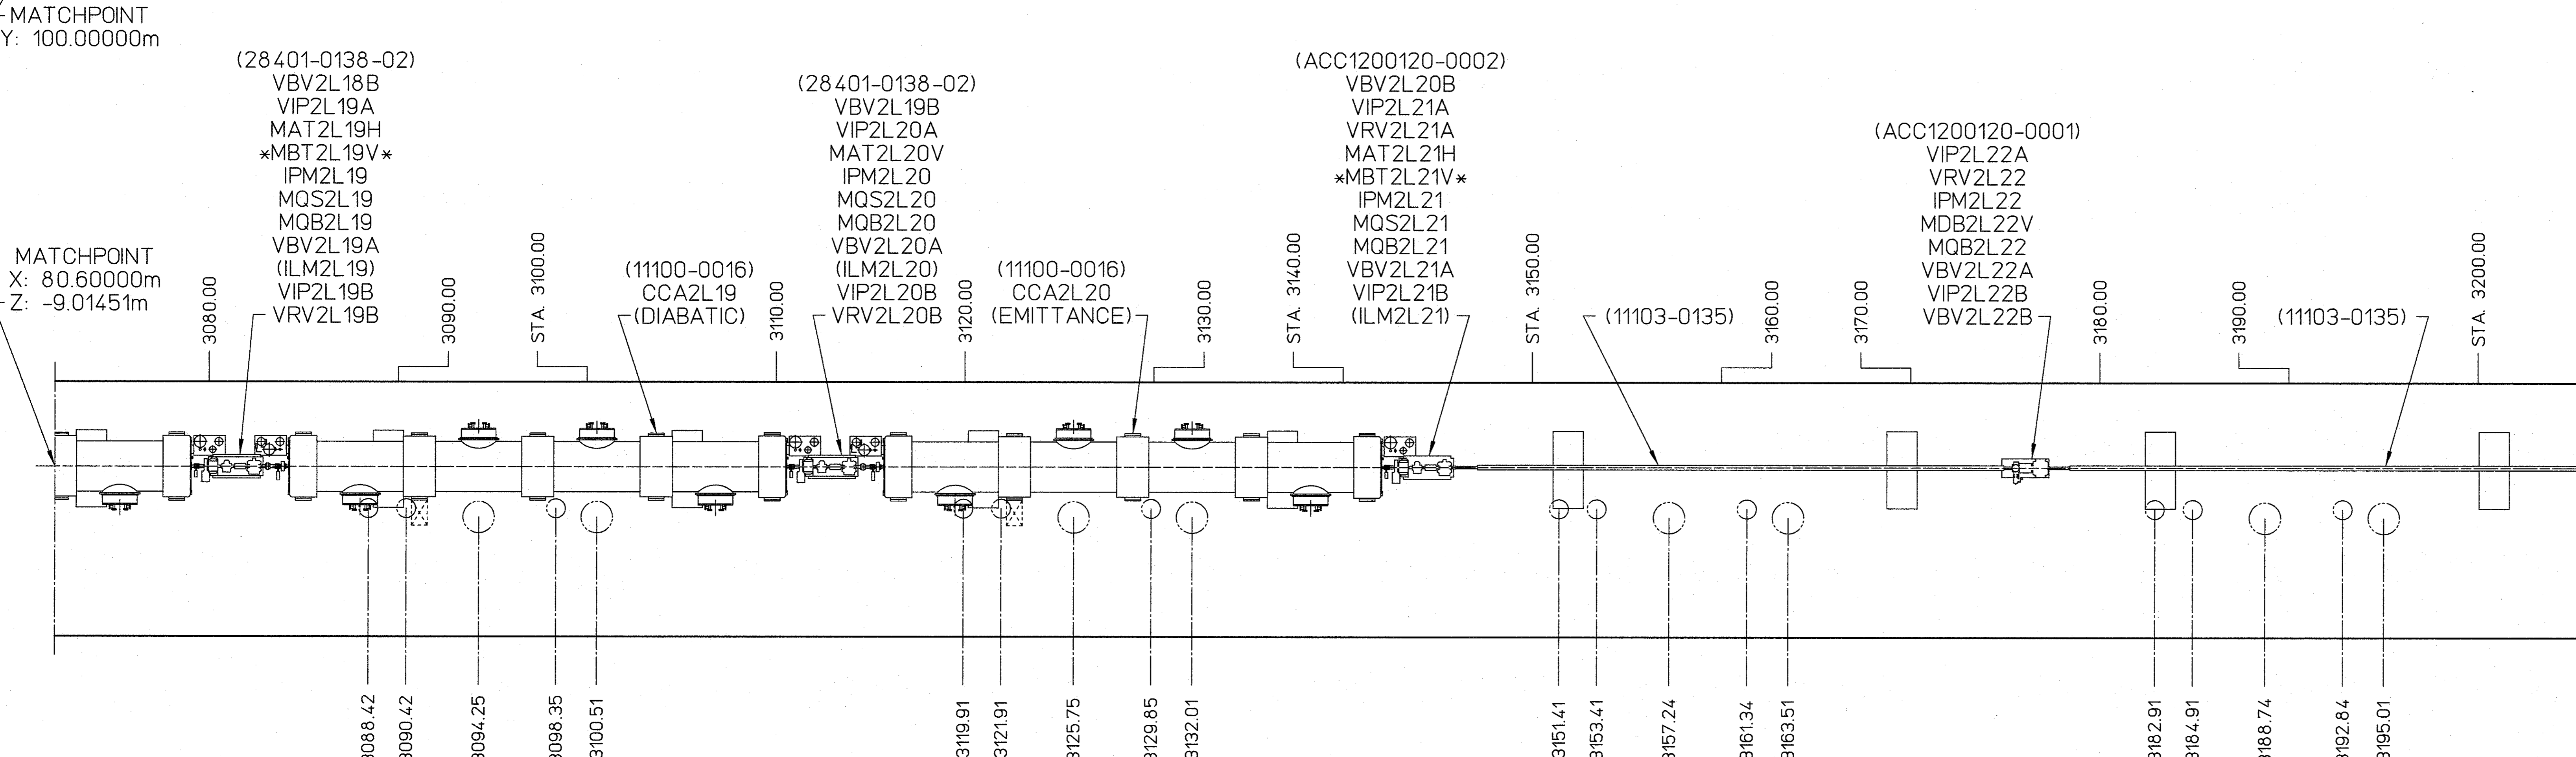 MATCHPOINT
Y: 100.00000m
(28401-0138-02)
VBV2L18B
VIP2L19A
MAT2L19H
*MBT2L19V*
IPM2L19
MQS2L19
MQB2L19
VBV2L19A
(ILM2L19)
VIP2L19B
VRV2L19B
(28401-0138-02)
VBV2L19B
VIP2L20A
MAT2L20V
IPM2L20
MQS2L20
MQB2L20
VBV2L20A
(ILM2L20)
VIP2L20B
VRV2L20B
(ACC1200120-0002)
VBV2L20B
VIP2L21A
VRV2L21A
MAT2L21H
*MBT2L21V*
IPM2L21
MQS2L21
MQB2L21
VBV2L21A
VIP2L21B
(ILM2L21)
(ACC1200120-0001)
VIP2L22A
VRV2L22
IPM2L22
MDB2L22V
MQB2L22
VBV2L22A
VIP2L22B
VBV2L22B
MATCHPOINT
X: 80.60000m
Z: -9.01451m
(11100-0016)
CCA2L19
(DIABATIC)
(11100-0016)
CCA2L20
(EMITTANCE)
(11103-0135)
(11103-0135)
3080.00
3090.00
STA. 3100.00
3110.00
3120.00
3130.00
STA. 3140.00
STA. 3150.00
3160.00
3170.00
3180.00
3190.00
STA. 3200.00
3088.42
3090.42
3094.25
3098.35
3100.51
3119.91
3121.91
3125.75
3129.85
3132.01
3151.41
3153.41
3157.24
3161.34
3163.51
3182.91
3184.91
3188.74
3192.84
3195.01